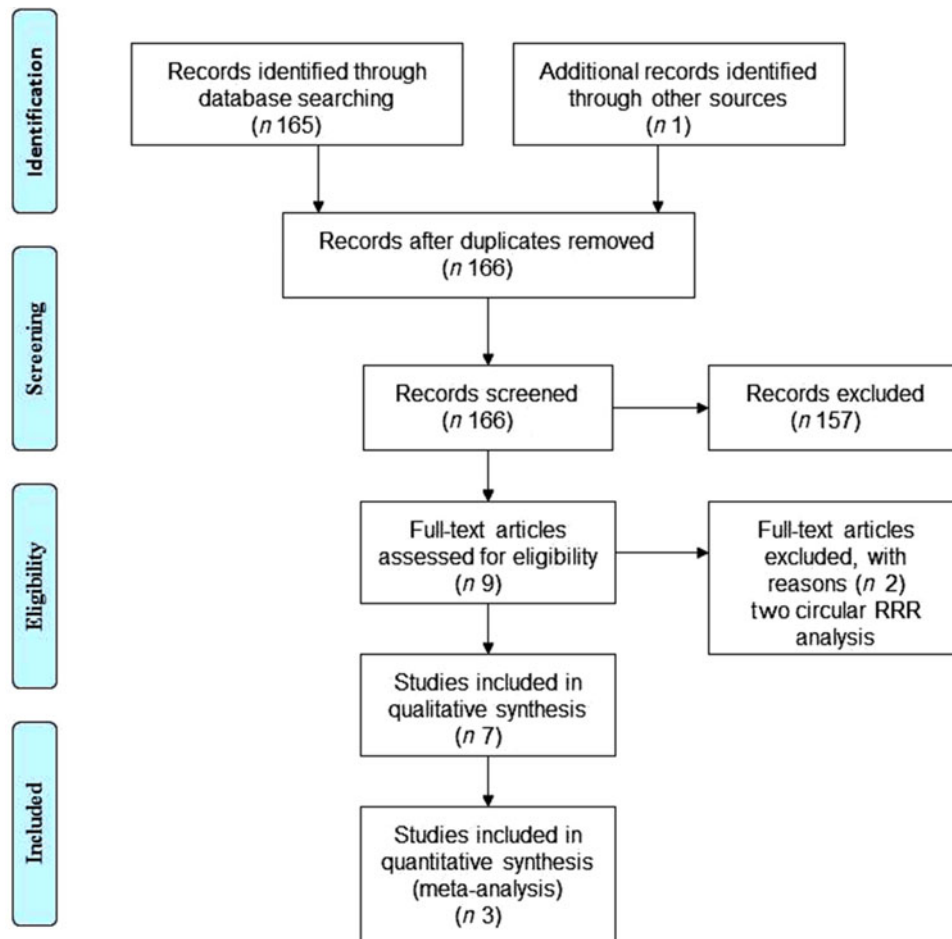 Identification
Records identified through
database searching
(n 165)
Additional records identified
through other sources
(n 1)
Records after duplicates removed
(n 166)
Screening
Records screened
(n 166)
Records excluded
(n 157)
Eligibility
Full-text articles
assessed for eligibility
(n 9)
Full-text articles
excluded, with
reasons (n 2)
two circular RRR
analysis
Studies included in
qualitative synthesis
(n 7)
Included
Studies included in
quantitative synthesis
(meta-analysis)
(n 3)